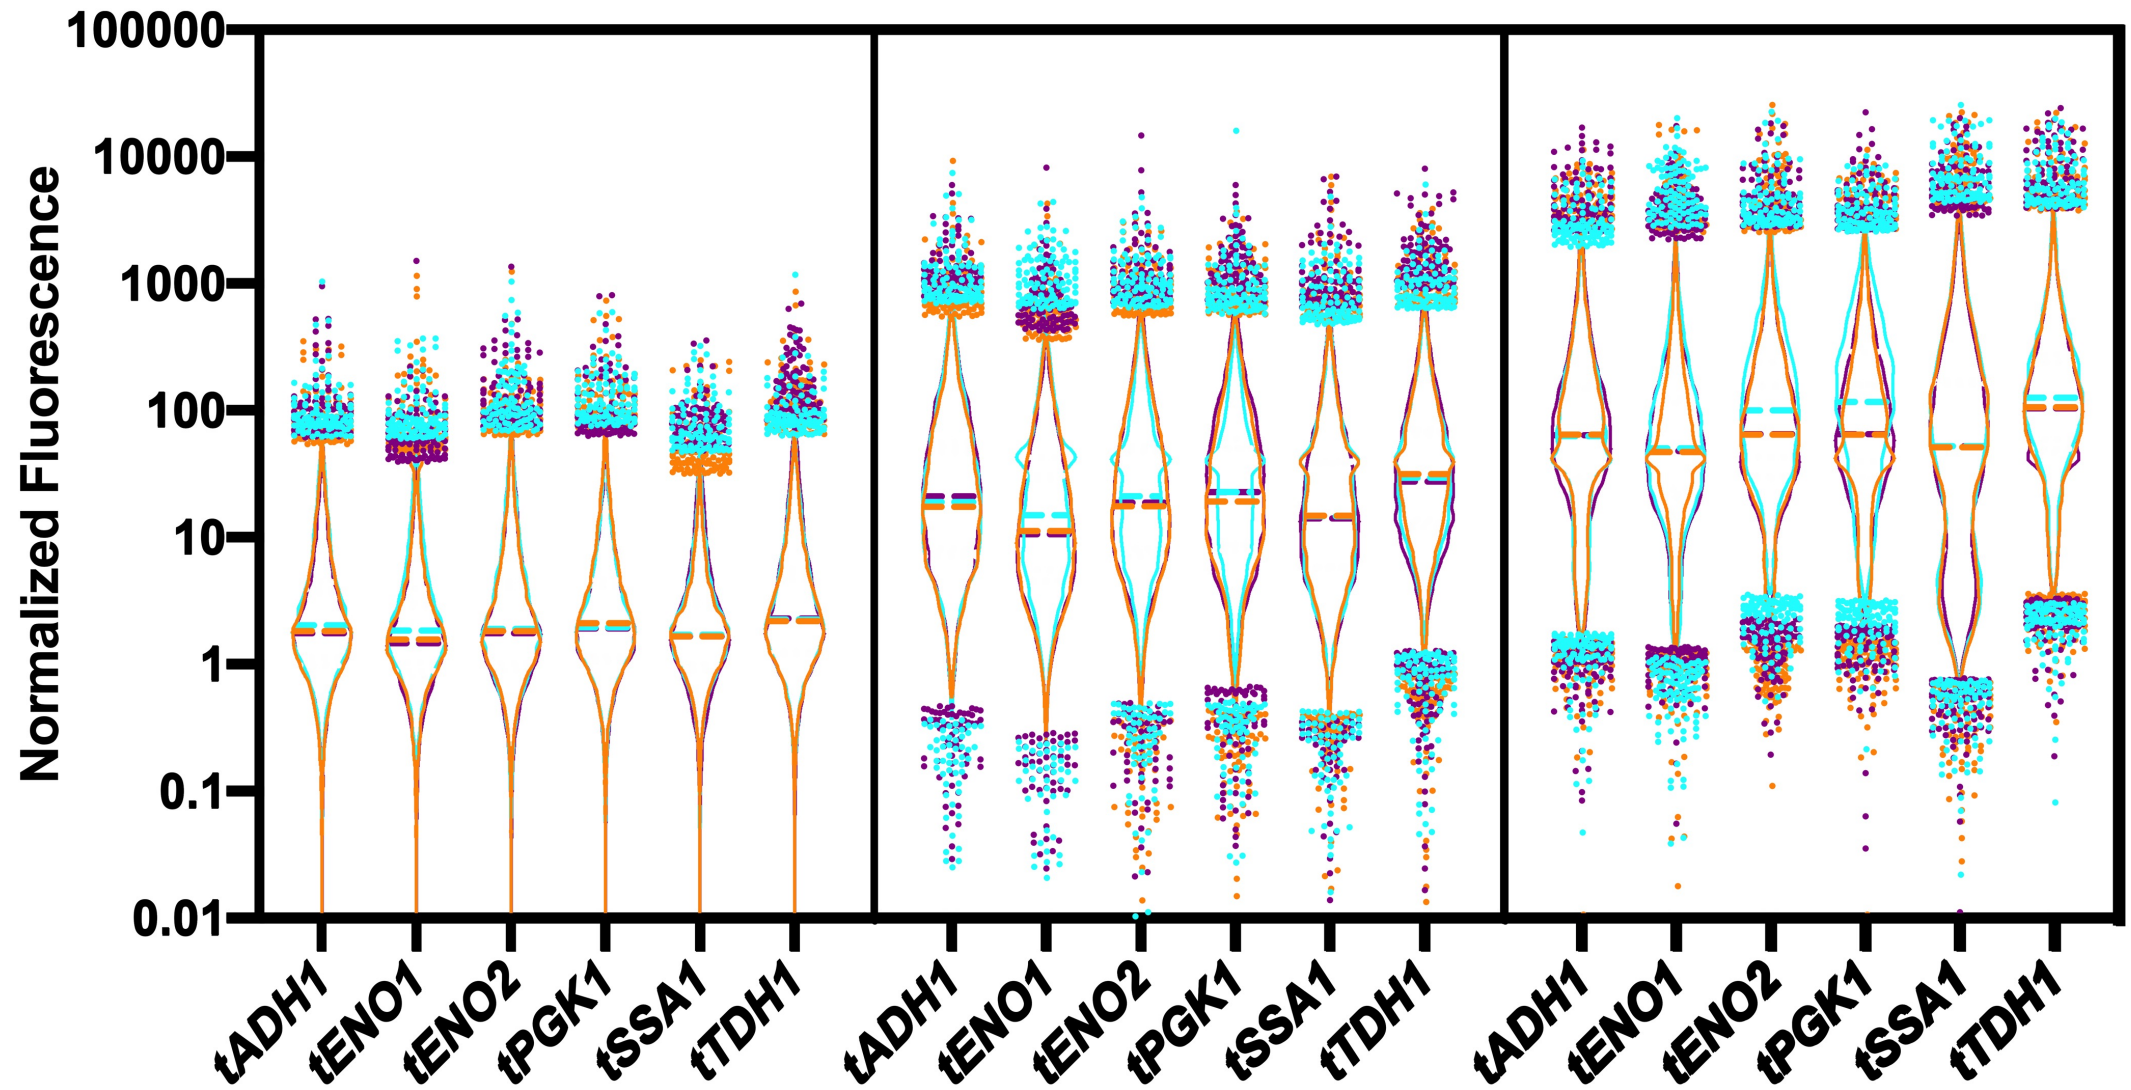 Normalized Fluorescence
100000
10000
1000
100
10
1
0.1
0.01
tADH1
tENO1
tENO2
tPGK1
tSSA1
tTDH1
tADH1
tENO1
tENO2
tPGK1
tSSA1
tTDH1
tADH1
tENO1
tENO2
tPGK1
tSSA1
tTDH1